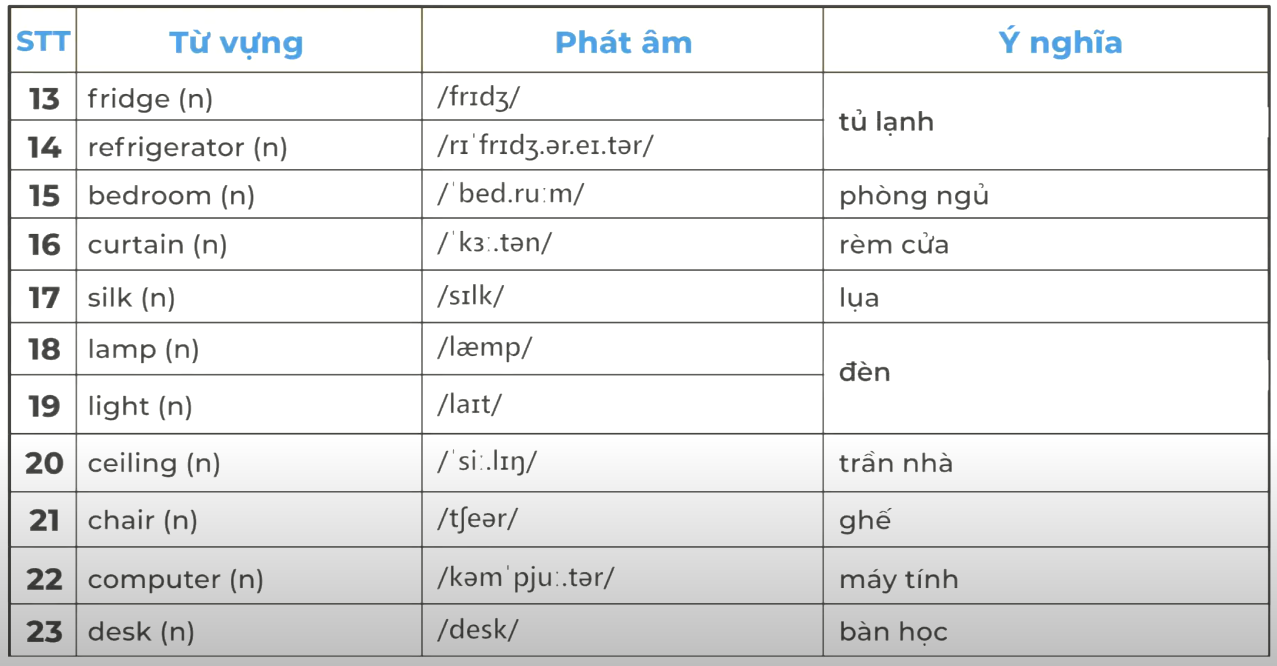 STT Từ vựng Phát âm Ý nghĩa
13 fridge (n) /frɪdʒ/ tủ lạnh
14 refrigerator (n) /rɪˈfrɪdʒ.ər.eɪ.tər/
15 bedroom (n) /ˈbed.ruːm/ phòng ngủ
16 curtain (n) /ˈkɜː.tən/ rèm cửa
17 silk (n) /sɪlk/ lụa
18 lamp (n) /læmp/ đèn
19 light (n) /laɪt/
20 ceiling (n) /ˈsiː.lɪŋ/ trần nhà
21 chair (n) /tʃeər/ ghế
22 computer (n) /kəmˈpjuː.tər/ máy tính
23 desk (n) /desk/ bàn học